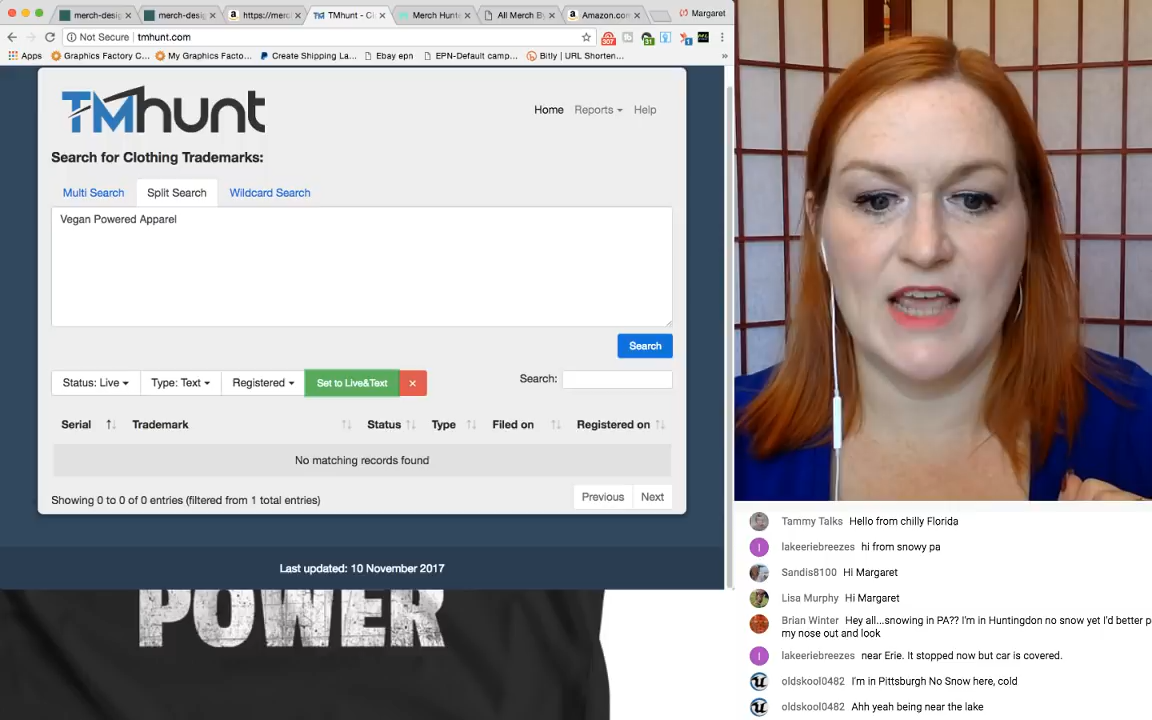 merch-design
merch-design
https://merc
TMhunt - Cl
Merch Hunte
All Merch By
Amazon.com
Margaret
Not Secure
tmhunt.com
307
31
1
Apps
Graphics Factory C...
My Graphics Facto...
Create Shipping La...
Ebay epn
EPN-Default camp...
Bitly | URL Shorten...
»
TMhunt
Home
Reports
Help
Search for Clothing Trademarks:
Multi Search
Split Search
Wildcard Search
Vegan Powered Apparel
Search
Status: Live
Type: Text
Registered
Set to Live&Text
×
Search:
Serial
Trademark
Status
Type
Filed on
Registered on
No matching records found
Showing 0 to 0 of 0 entries (filtered from 1 total entries)
Previous
Next
Last updated: 10 November 2017
POWER
Tammy Talks Hello from chilly Florida
lakeeriebreezes hi from snowy pa
Sandis8100 Hi Margaret
Lisa Murphy Hi Margaret
Brian Winter Hey all...snowing in PA?? I'm in Huntingdon no snow yet I'd better p
my nose out and look
lakeeriebreezes near Erie. It stopped now but car is covered.
oldskool0482 I'm in Pittsburgh No Snow here, cold
oldskool0482 Ahh yeah being near the lake